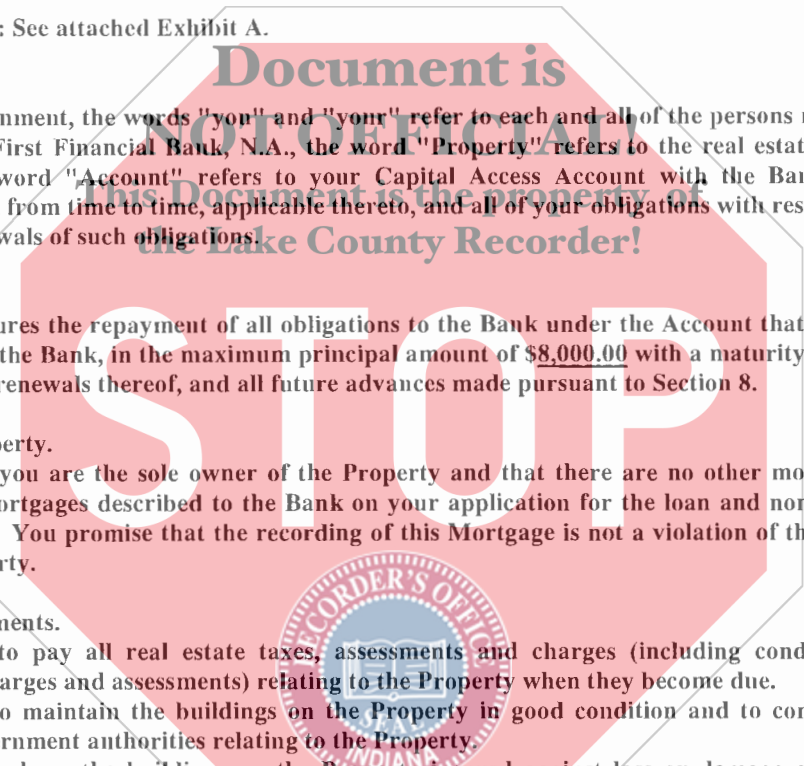 : See attached Exhibit A.
Document is
nment, the words "you" and "your" refer to each and all of the persons
NOT OFFICIAL!
First Financial Bank, N.A., the word "Property" refers to the real estat
word "Account" refers to your Capital Access Account with the Ban
This Document is the property of
from time to time, applicable thereto, and all of your obligations with res
wals of such obligations.
the Lake County Recorder!
ures the repayment of all obligations to the Bank under the Account that
the Bank, in the maximum principal amount of $8,000.00 with a maturity
renewals thereof, and all future advances made pursuant to Section 8.
STOP
perty.
you are the sole owner of the Property and that there are no other mo
ortgages described to the Bank on your application for the loan and non
You promise that the recording of this Mortgage is not a violation of th
rty.
RECORDER'S OFFICE
ments.
to pay all real estate taxes, assessments and charges (including cond
arges and assessments) relating to the Property when they become due.
o maintain the buildings on the Property in good condition and to con
SEAL
ernment authorities relating to the Property.
INDIANA